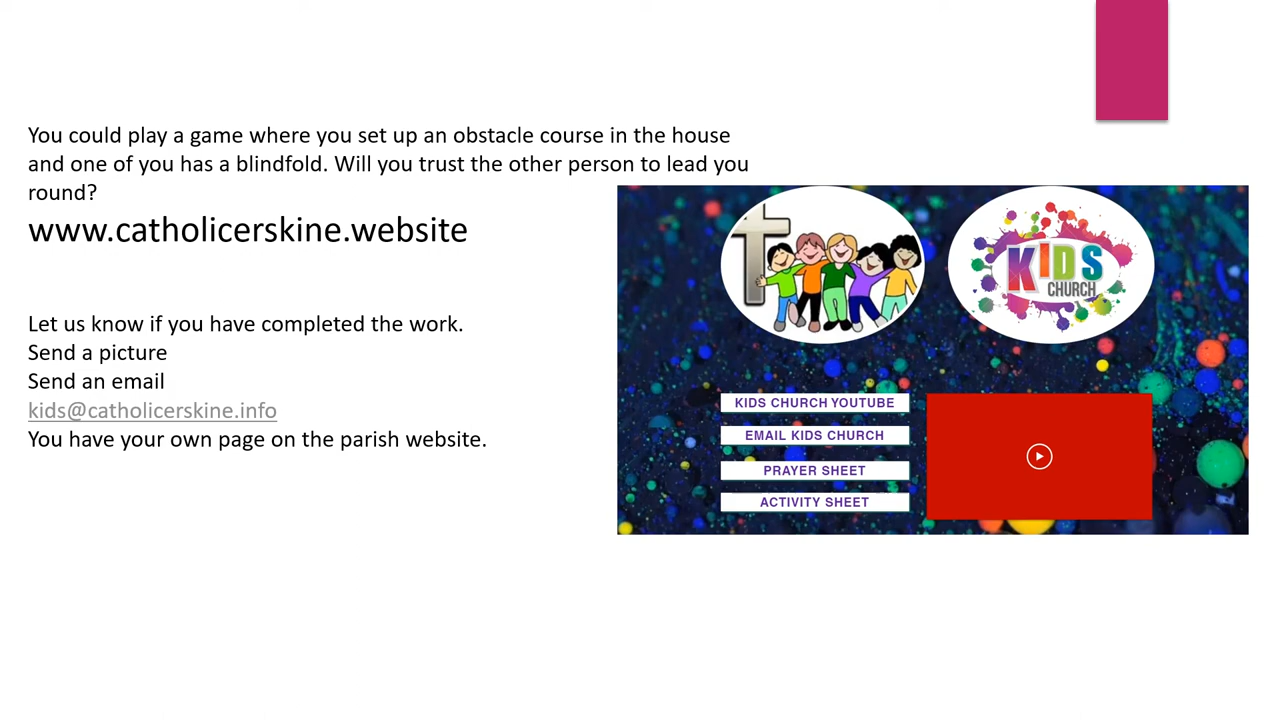 You could play a game where you set up an obstacle course in the house
and one of you has a blindfold. Will you trust the other person to lead you
round?
www.catholicerskine.website
Let us know if you have completed the work.
Send a picture
Send an email
kids@catholicerskine.info
You have your own page on the parish website.
KIDS
CHURCH
KIDS CHURCH YOUTUBE
EMAIL KIDS CHURCH
PRAYER SHEET
ACTIVITY SHEET